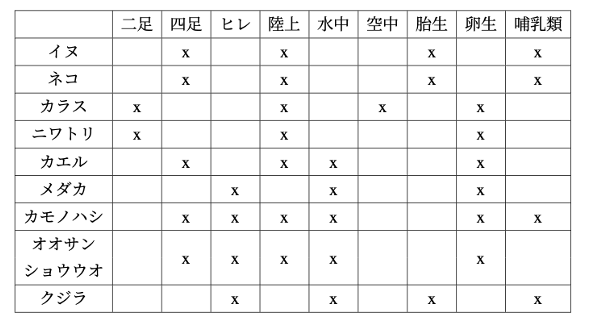 二足 四足 ヒレ 陸上 水中 空中 胎生 卵生 哺乳類
イヌ x x x x
ネコ x x x x
カラス x x x x
ニワトリ x x x
カエル x x x x
メダカ x x x
カモノハシ x x x x x x
オオサン
ショウウオ x x x x x
クジラ x x x x